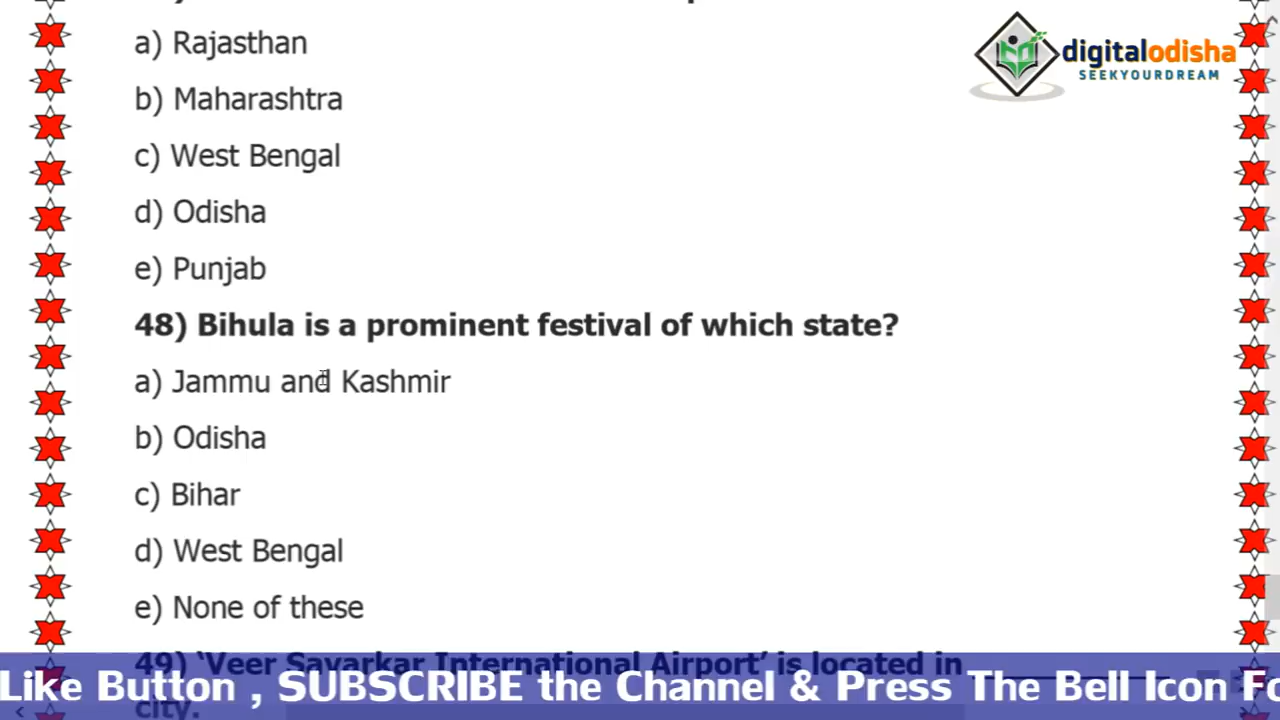 a) Rajasthan
digitalodisha
SEEKYOURDREAM
b) Maharashtra
c) West Bengal
d) Odisha
e) Punjab
48) Bihula is a prominent festival of which state?
a) Jammu and Kashmir
b) Odisha
c) Bihar
d) West Bengal
e) None of these
49) ‘Veer Savarkar International Airport’ is located in ____________
Like Button , SUBSCRIBE the Channel & Press The Bell Icon Fo
city.